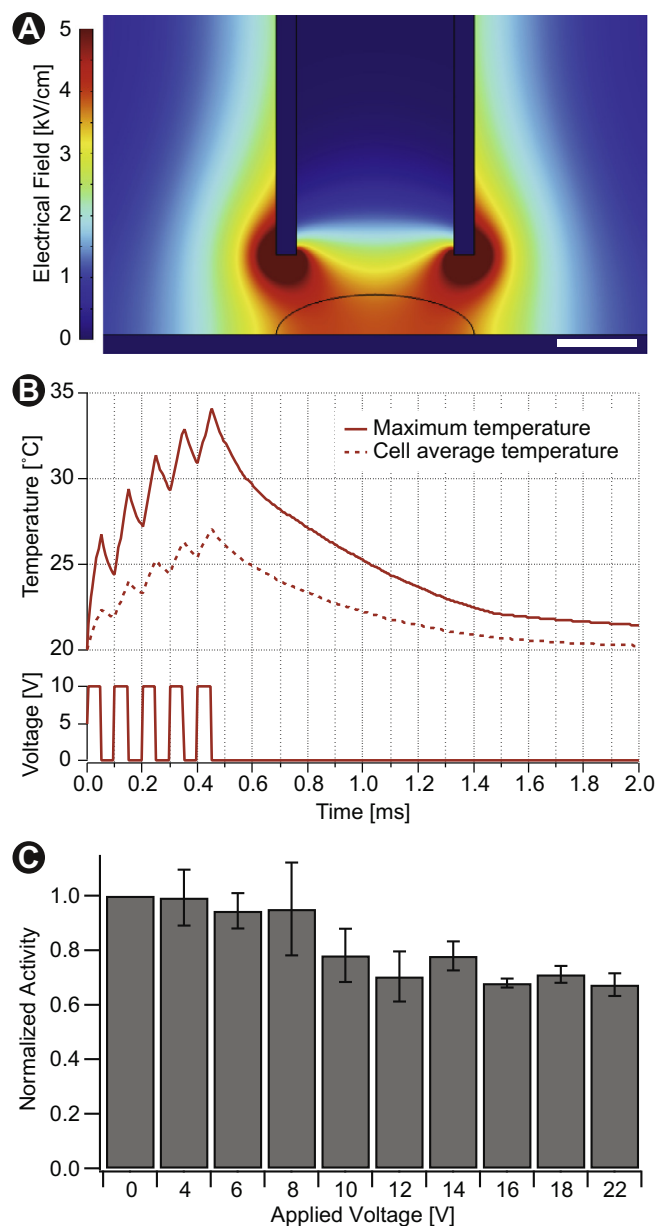 A
5
4
3
2
1
0
Electrical Field [kV/cm]
B
35
30
25
20
Temperature [˚C]
Maximum temperature
Cell average temperature
10
5
0
Voltage [V]
0.0 0.2 0.4 0.6 0.8 1.0 1.2 1.4 1.6 1.8 2.0
Time [ms]
C
1.0
0.8
0.6
0.4
0.2
0.0
Normalized Activity
0 4 6 8 10 12 14 16 18 22
Applied Voltage [V]